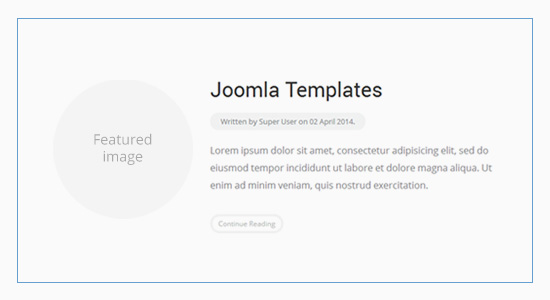 Featured
image
Joomla Templates
Written by Super User on 02 April 2014.
Lorem ipsum dolor sit amet, consectetur adipisicing elit, sed do
eiusmod tempor incididunt ut labore et dolore magna aliqua. Ut
enim ad minim veniam, quis nostrud exercitation.
Continue Reading